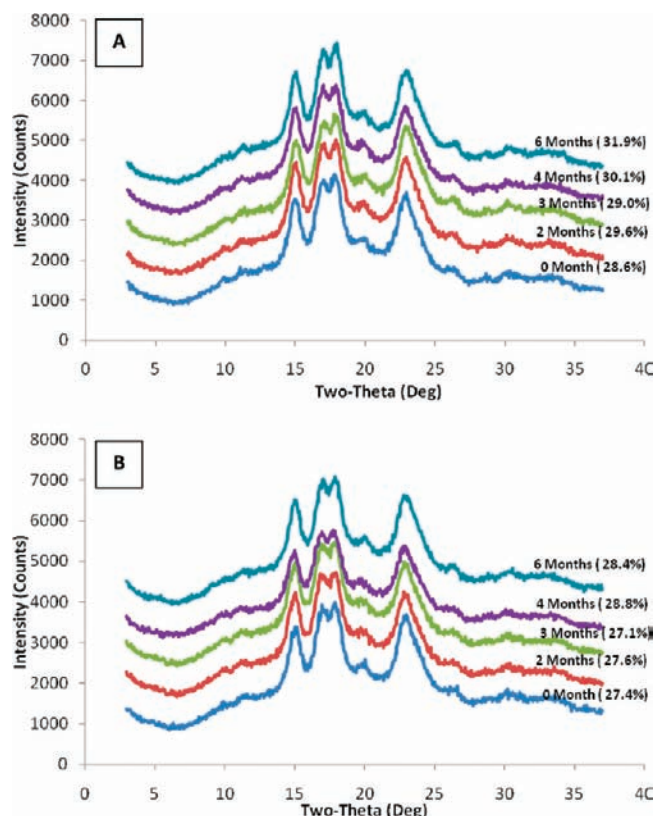 A
Intensity (Counts)
8000
7000
6000
5000
4000
3000
2000
1000
0
6 Months (31.9%)
4 Months (30.1%)
3 Months (29.0%)
2 Months (29.6%)
0 Month (28.6%)
0 5 10 15 20 25 30 35 40
Two-Theta (Deg)
B
Intensity (Counts)
8000
7000
6000
5000
4000
3000
2000
1000
0
6 Months (28.4%)
4 Months (28.8%)
3 Months (27.1%)
2 Months (27.6%)
0 Month (27.4%)
0 5 10 15 20 25 30 35 40
Two-Theta (Deg)